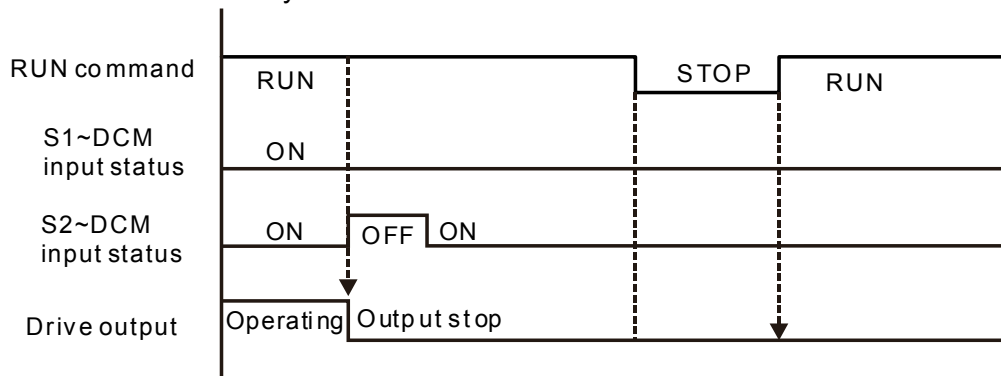 RUN command
RUN
STOP
RUN
S1~DCM
input status
ON
S2~DCM
input status
ON
OFF
ON
Drive output
Operating
Output stop